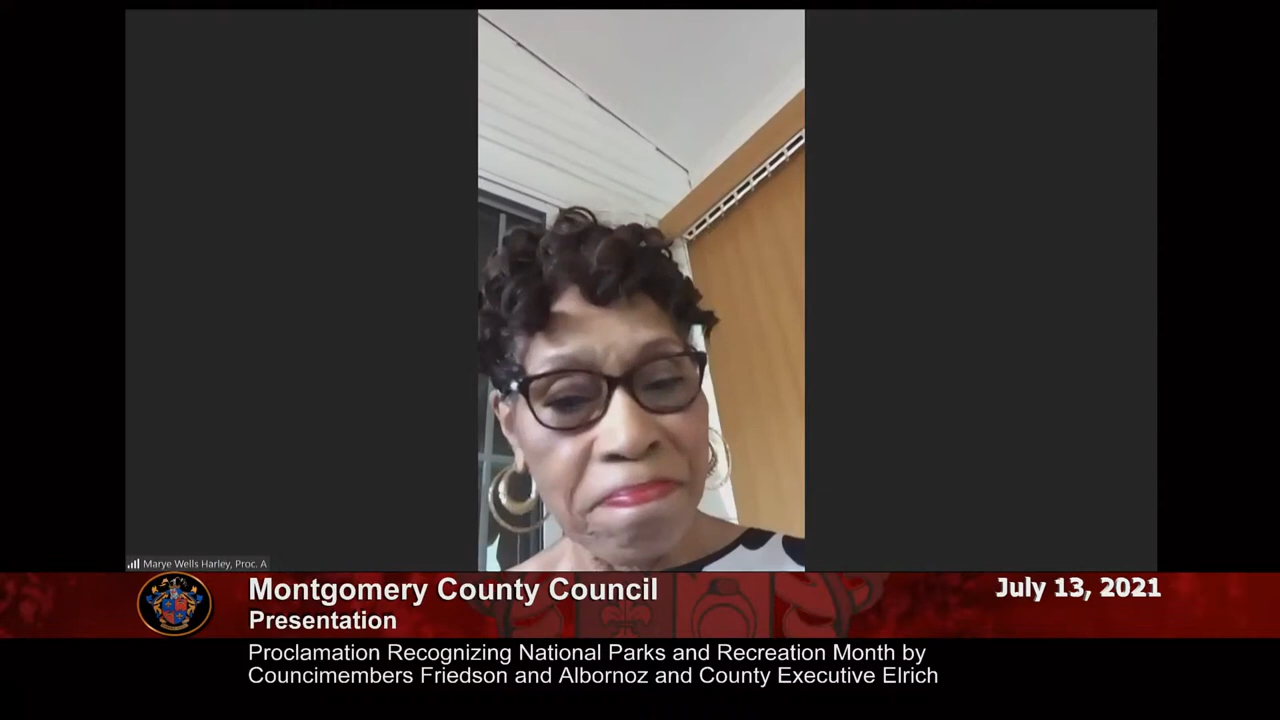 Marye Wells Harley, Proc. A
Montgomery County Council
July 13, 2021
Presentation
Proclamation Recognizing National Parks and Recreation Month by
Councimembers Friedson and Albornoz and County Executive Elrich